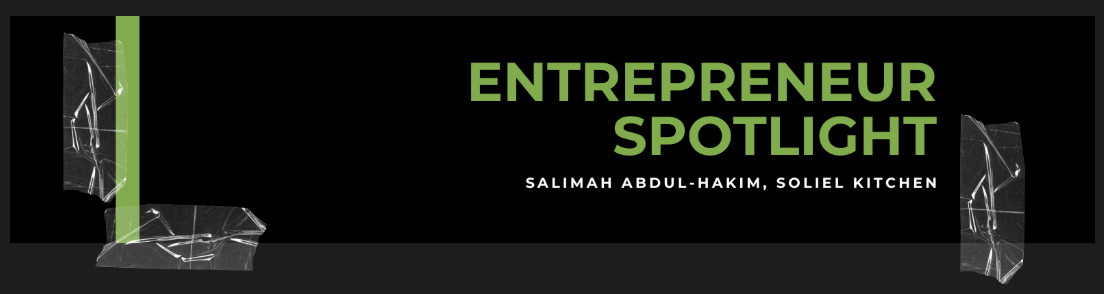 ENTREPRENEUR
SPOTLIGHT
SALIMAH ABDUL-HAKIM, SOLIEL KITCHEN